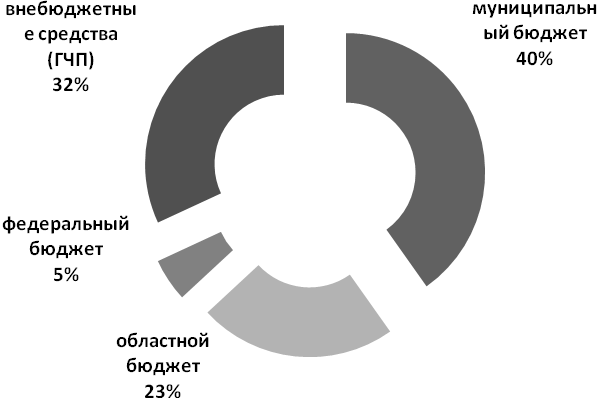 внебюджетны
е средства
(ГЧП)
32%
муниципальн
ый бюджет
40%
федеральный
бюджет
5%
областной
бюджет
23%